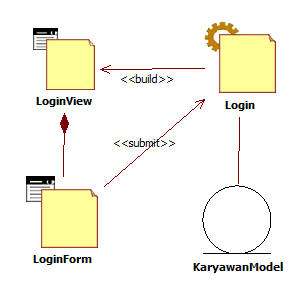 <<build>>
LoginView
Login
<<submit>>
LoginForm
KaryawanModel